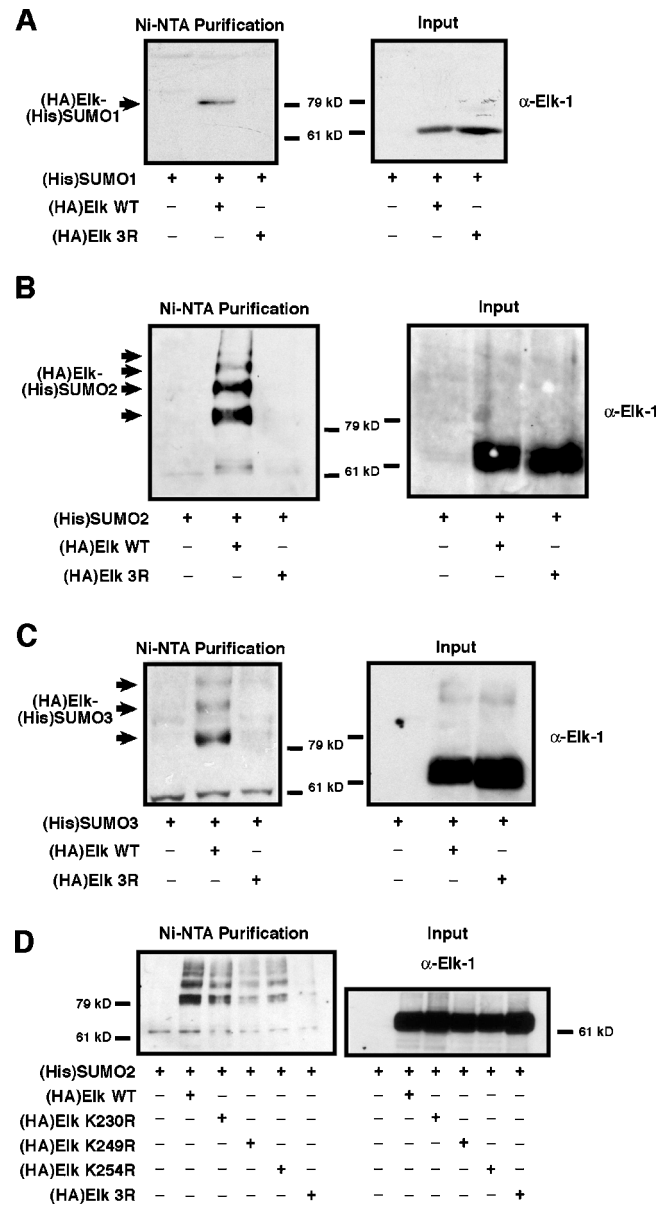 A
Ni-NTA Purification
Input
(HA)Elk-
(His)SUMO1
79 kD
61 kD
α-Elk-1
(His)SUMO1 + + + + + +
(HA)Elk WT – + – – + –
(HA)Elk 3R – – + – – +
B
Ni-NTA Purification
Input
(HA)Elk-
(His)SUMO2
α-Elk-1
79 kD
61 kD
(His)SUMO2 + + + + + +
(HA)Elk WT – + – – + –
(HA)Elk 3R – – + – – +
C
Ni-NTA Purification
Input
(HA)Elk-
(His)SUMO3
α-Elk-1
79 kD
61 kD
(His)SUMO3 + + + + + +
(HA)Elk WT – + – – + –
(HA)Elk 3R – – + – – +
D
Ni-NTA Purification
Input
α-Elk-1
79 kD
61 kD
61 kD
(His)SUMO2 + + + + + + + + + + + +
(HA)Elk WT – + – – – – – + – – – –
(HA)Elk K230R – – + – – – – – + – – –
(HA)Elk K249R – – – + – – – – – + – –
(HA)Elk K254R – – – – + – – – – – + –
(HA)Elk 3R – – – – – + – – – – – +